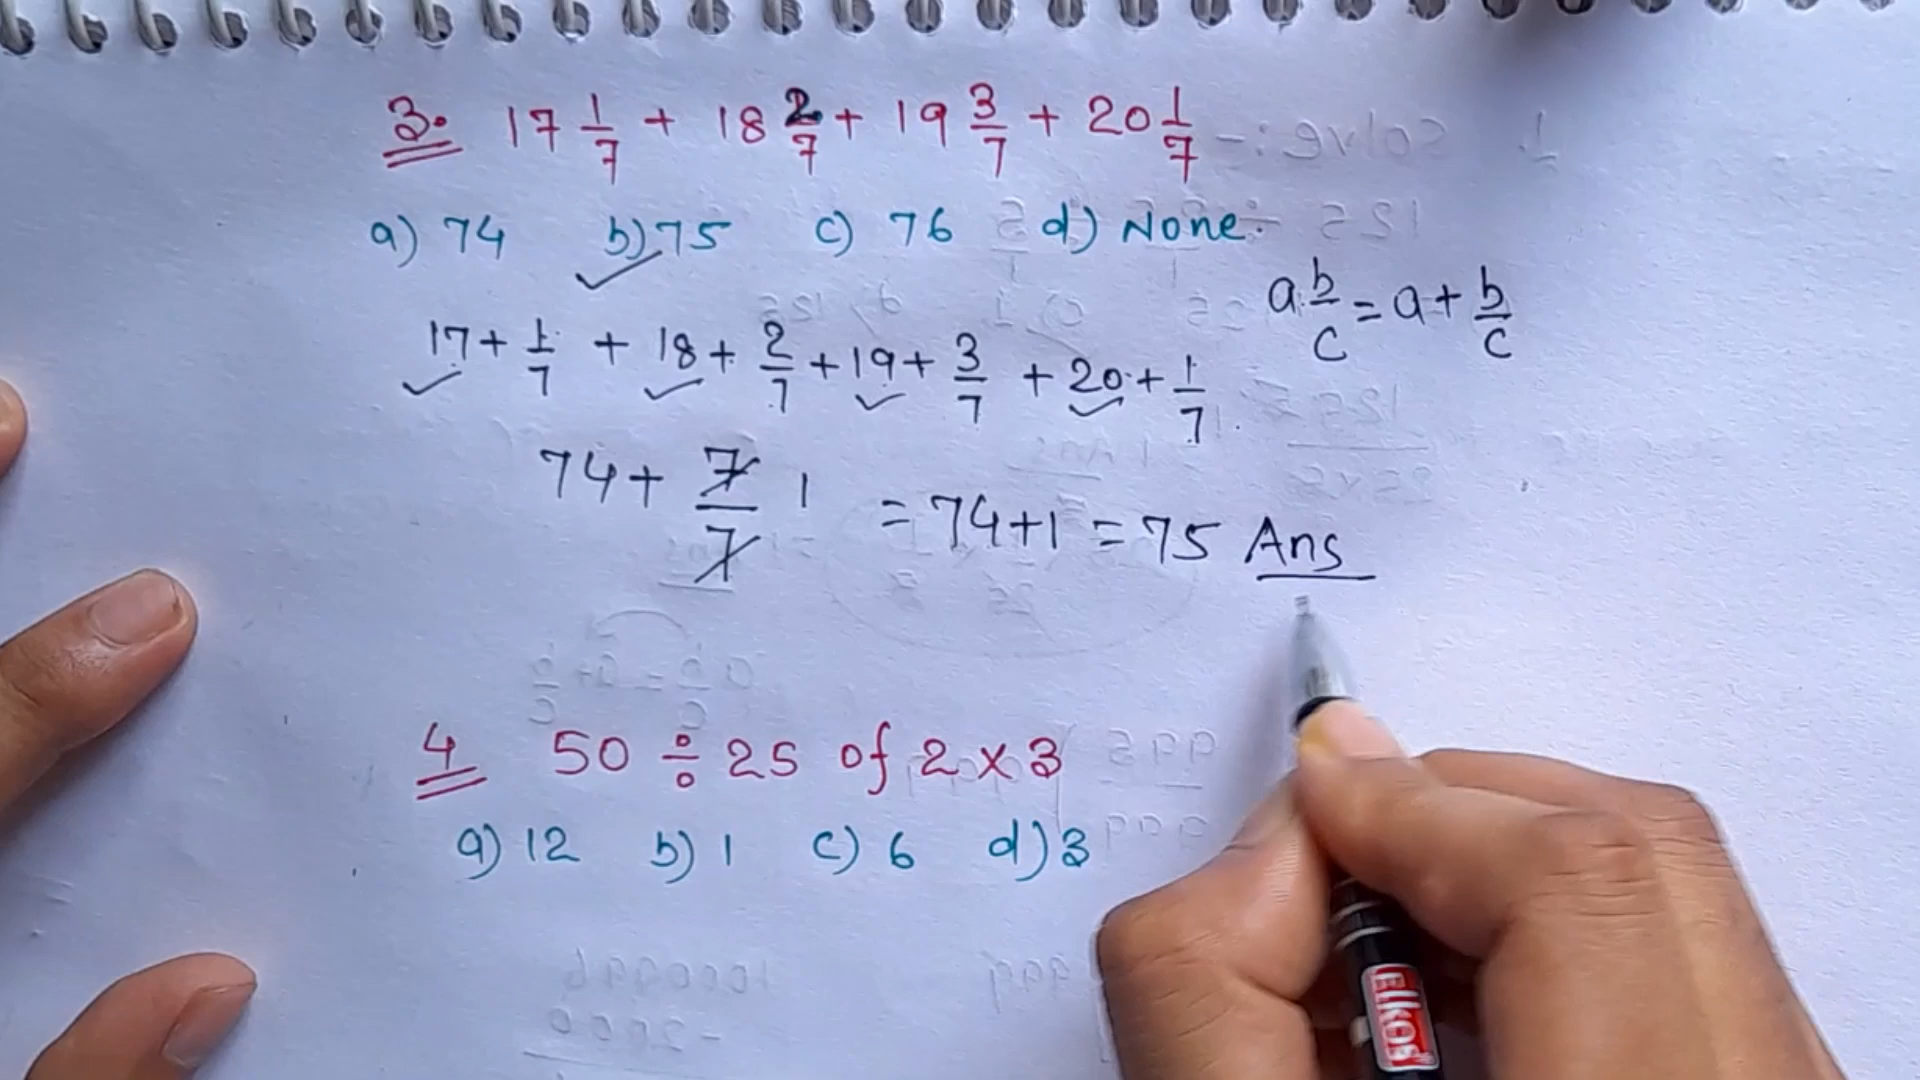 3. 17 1/7 + 18 2/7 + 19 3/7 + 20 1/7
a) 74 b) 75 c) 76 d) None.
a b/c = a + b/c
17 + 1/7 + 18 + 2/7 + 19 + 3/7 + 20 + 1/7
74 + 7/7 1 = 74+1 = 75 Ans
4 50 ÷ 25 of 2 × 3
a) 12 b) 1 c) 6 d) 3
Elkos